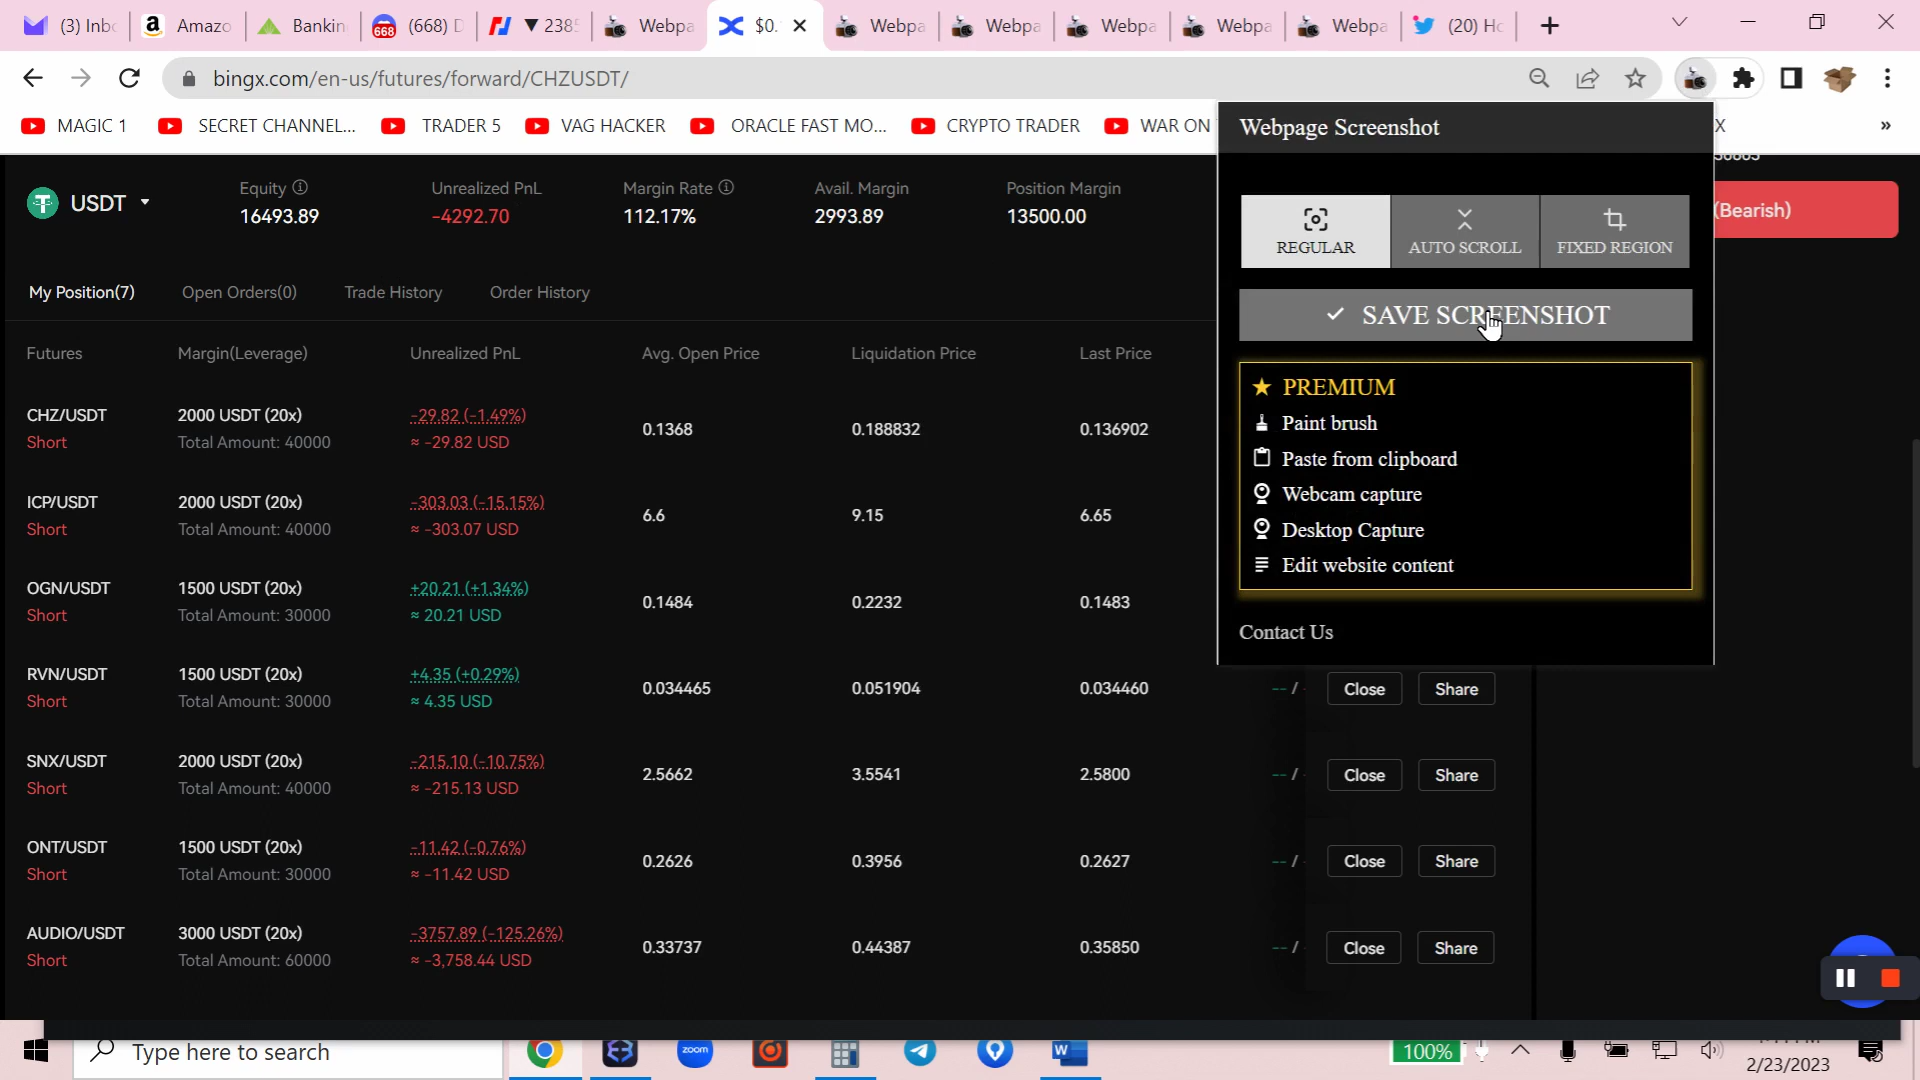 (3) Inbo
Amazo
Bankin
(668) D
▼ 2385
Webpa
$0.
Webpa
Webpa
Webpa
Webpa
Webpa
(20) Ho
bingx.com/en-us/futures/forward/CHZUSDT/
MAGIC 1
SECRET CHANNEL...
TRADER 5
VAG HACKER
ORACLE FAST MO...
CRYPTO TRADER
WAR ON
X
»
Webpage Screenshot
REGULAR
AUTO SCROLL
FIXED REGION
SAVE SCREENSHOT
PREMIUM
Paint brush
Paste from clipboard
Webcam capture
Desktop Capture
Edit website content
Contact Us
(Bearish)
USDT
Equity
16493.89
Unrealized PnL
-4292.70
Margin Rate
112.17%
Avail. Margin
2993.89
Position Margin
13500.00
My Position(7)
Open Orders(0)
Trade History
Order History
Futures
Margin(Leverage)
Unrealized PnL
Avg. Open Price
Liquidation Price
Last Price
CHZ/USDT
Short
2000 USDT (20x)
Total Amount: 40000
-29.82 (-1.49%)
≈ -29.82 USD
0.1368
0.188832
0.136902
ICP/USDT
Short
2000 USDT (20x)
Total Amount: 40000
-303.03 (-15.15%)
≈ -303.07 USD
6.6
9.15
6.65
OGN/USDT
Short
1500 USDT (20x)
Total Amount: 30000
+20.21 (+1.34%)
≈ 20.21 USD
0.1484
0.2232
0.1483
RVN/USDT
Short
1500 USDT (20x)
Total Amount: 30000
+4.35 (+0.29%)
≈ 4.35 USD
0.034465
0.051904
0.034460
-- /
Close
Share
SNX/USDT
Short
2000 USDT (20x)
Total Amount: 40000
-215.10 (-10.75%)
≈ -215.13 USD
2.5662
3.5541
2.5800
-- /
Close
Share
ONT/USDT
Short
1500 USDT (20x)
Total Amount: 30000
-11.42 (-0.76%)
≈ -11.42 USD
0.2626
0.3956
0.2627
-- /
Close
Share
AUDIO/USDT
Short
3000 USDT (20x)
Total Amount: 60000
-3757.89 (-125.26%)
≈ -3,758.44 USD
0.33737
0.44387
0.35850
-- /
Close
Share
Type here to search
zoom
W
100%
2/23/2023